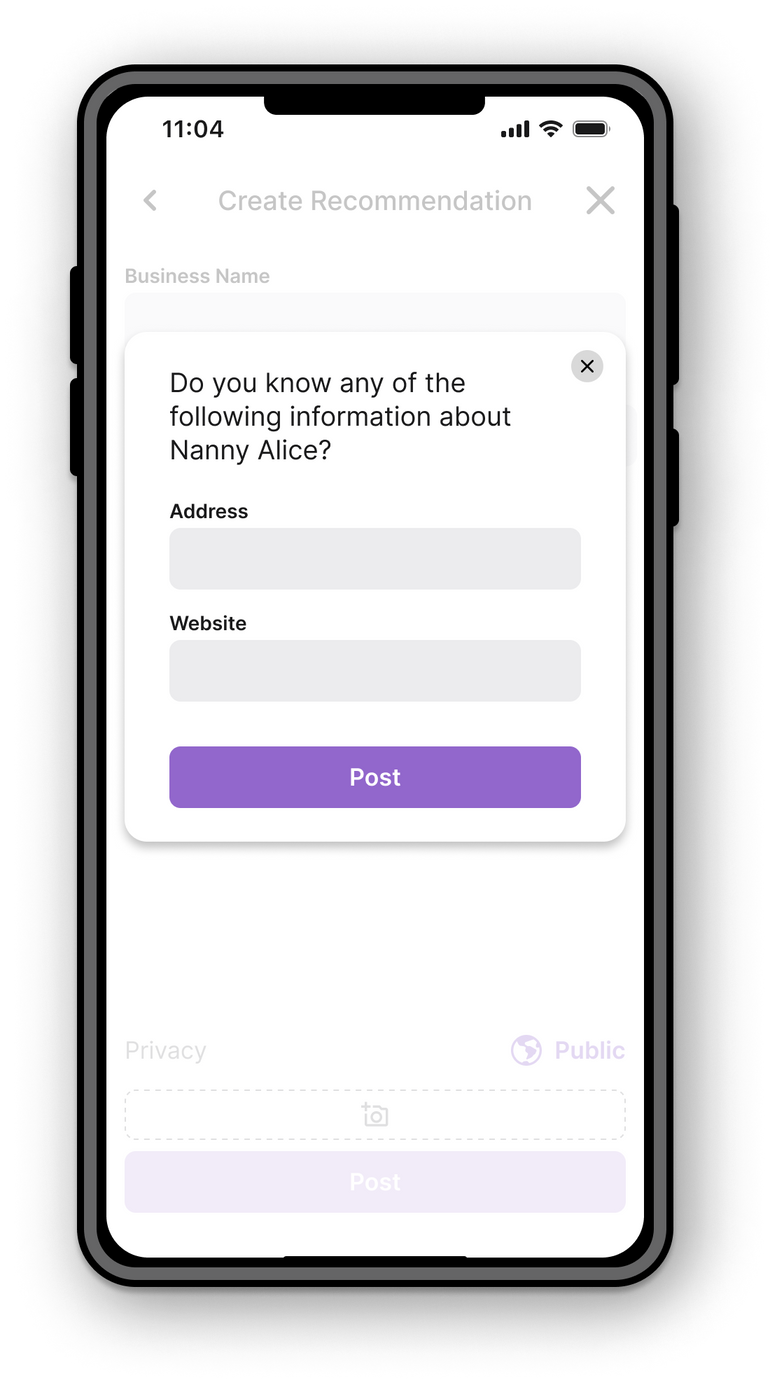 11:04
Create Recommendation
Business Name
Do you know any of the
following information about
Nanny Alice?
Address
Website
Post
Privacy
Public
Post